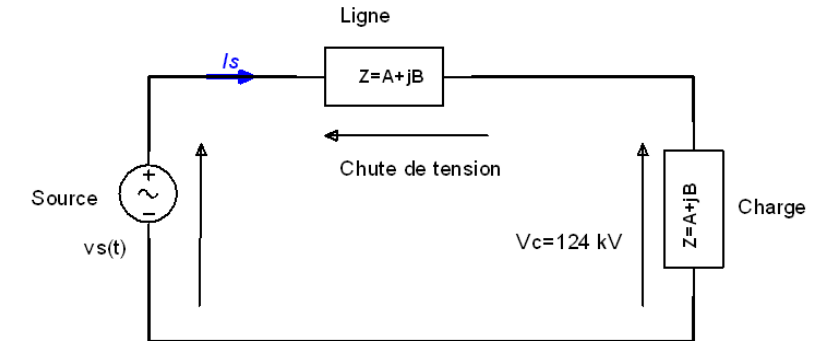 Ligne
Is
Z=A+jB
Chute de tension
Source
+
-
vs(t)
Vc=124 kV
Z=A+jB
Charge